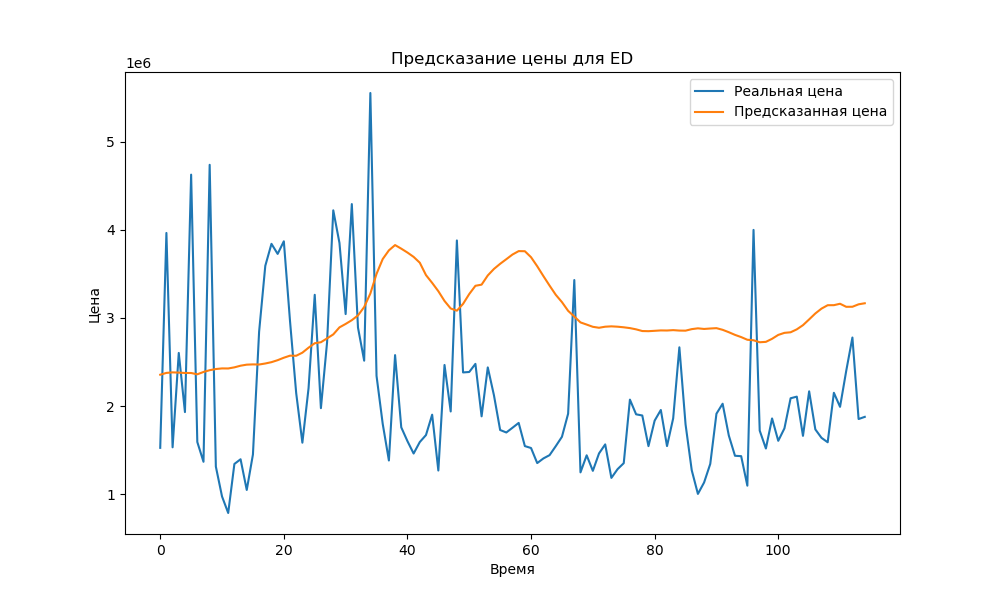 Предсказание цены для ED
1e6
Реальная цена
Предсказанная цена
5
4
3
2
1
Цена
0 20 40 60 80 100
Время